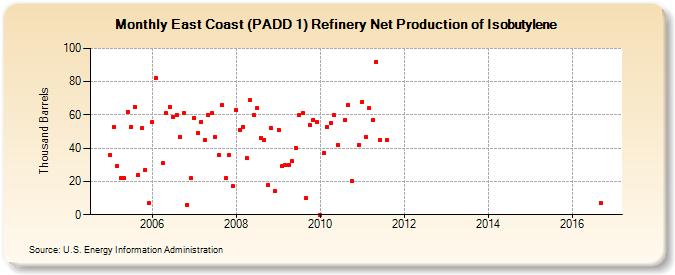 Monthly East Coast (PADD 1) Refinery Net Production of Isobutylene
Thousand Barrels
100
80
60
40
20
0
2006 2008 2010 2012 2014 2016
Source: U.S. Energy Information Administration